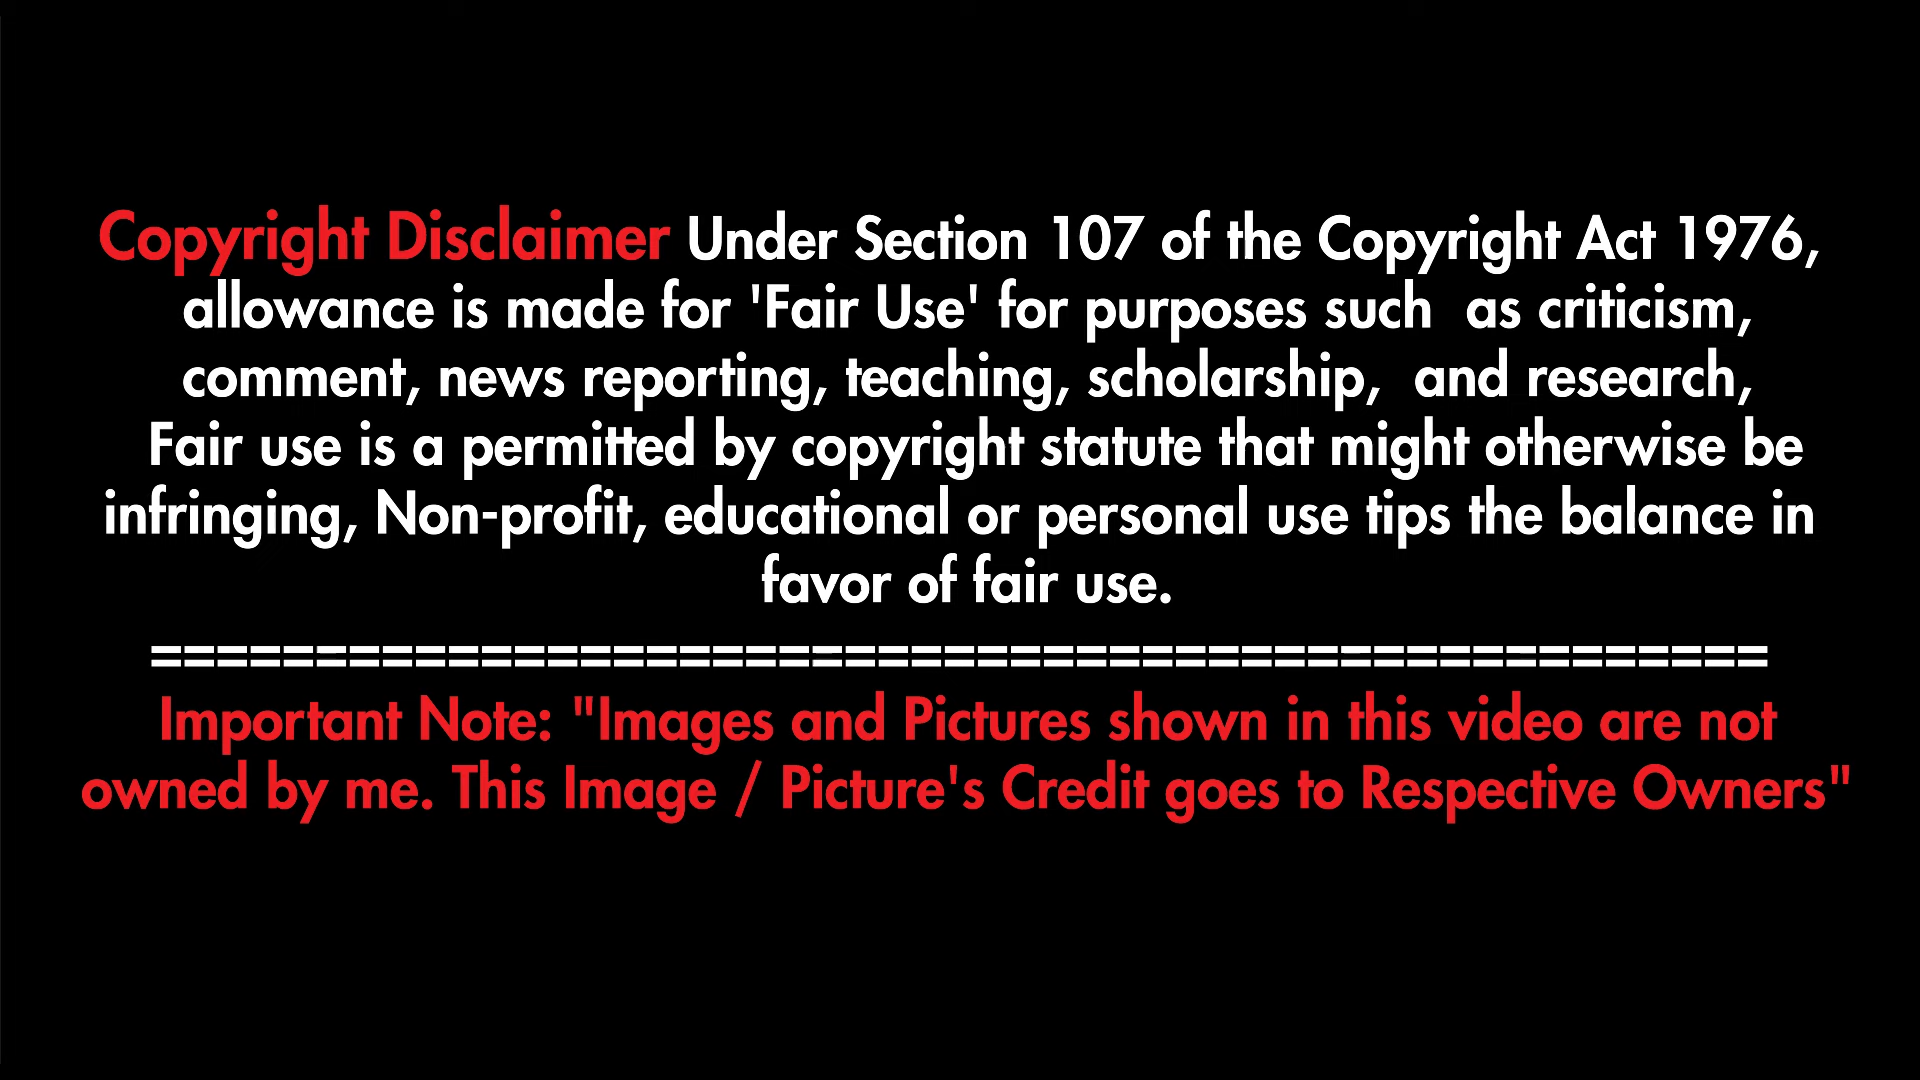 Copyright Disclaimer Under Section 107 of the Copyright Act 1976,
allowance is made for 'Fair Use' for purposes such  as criticism,
comment, news reporting, teaching, scholarship,  and research,
Fair use is a permitted by copyright statute that might otherwise be
infringing, Non-profit, educational or personal use tips the balance in
favor of fair use.
=================================================
Important Note: "Images and Pictures shown in this video are not
owned by me. This Image / Picture's Credit goes to Respective Owners"